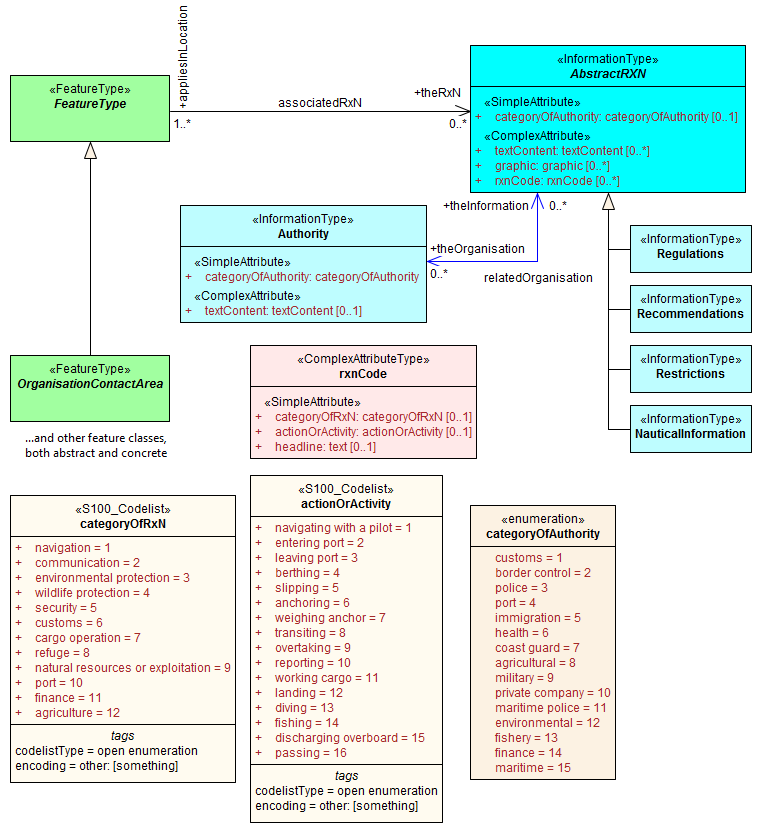 «FeatureType»
FeatureType
+appliesInLocation
1..*
associatedRxN
+theRxN
0..*
«InformationType»
AbstractRXN
«SimpleAttribute»
+ categoryOfAuthority: categoryOfAuthority [0..1]
«ComplexAttribute»
+ textContent: textContent [0..*]
+ graphic: graphic [0..*]
+ rxnCode: rxnCode [0..*]
+theInformation
0..*
«InformationType»
Authority
«SimpleAttribute»
+ categoryOfAuthority: categoryOfAuthority
«ComplexAttribute»
+ textContent: textContent [0..1]
+theOrganisation
0..*
relatedOrganisation
«InformationType»
Regulations
«InformationType»
Recommendations
«InformationType»
Restrictions
«InformationType»
NauticalInformation
«FeatureType»
OrganisationContactArea
...and other feature classes,
both abstract and concrete
«ComplexAttributeType»
rxnCode
«SimpleAttribute»
+ categoryOfRxN: categoryOfRxN [0..1]
+ actionOrActivity: actionOrActivity [0..1]
+ headline: text [0..1]
«S100_Codelist»
categoryOfRxN
+ navigation = 1
+ communication = 2
+ environmental protection = 3
+ wildlife protection = 4
+ security = 5
+ customs = 6
+ cargo operation = 7
+ refuge = 8
+ natural resources or exploitation = 9
+ port = 10
+ finance = 11
+ agriculture = 12
tags
codelistType = open enumeration
encoding = other: [something]
«S100_Codelist»
actionOrActivity
+ navigating with a pilot = 1
+ entering port = 2
+ leaving port = 3
+ berthing = 4
+ slipping = 5
+ anchoring = 6
+ weighing anchor = 7
+ transiting = 8
+ overtaking = 9
+ reporting = 10
+ working cargo = 11
+ landing = 12
+ diving = 13
+ fishing = 14
+ discharging overboard = 15
+ passing = 16
tags
codelistType = open enumeration
encoding = other: [something]
«enumeration»
categoryOfAuthority
customs = 1
border control = 2
police = 3
port = 4
immigration = 5
health = 6
coast guard = 7
agricultural = 8
military = 9
private company = 10
maritime police = 11
environmental = 12
fishery = 13
finance = 14
maritime = 15